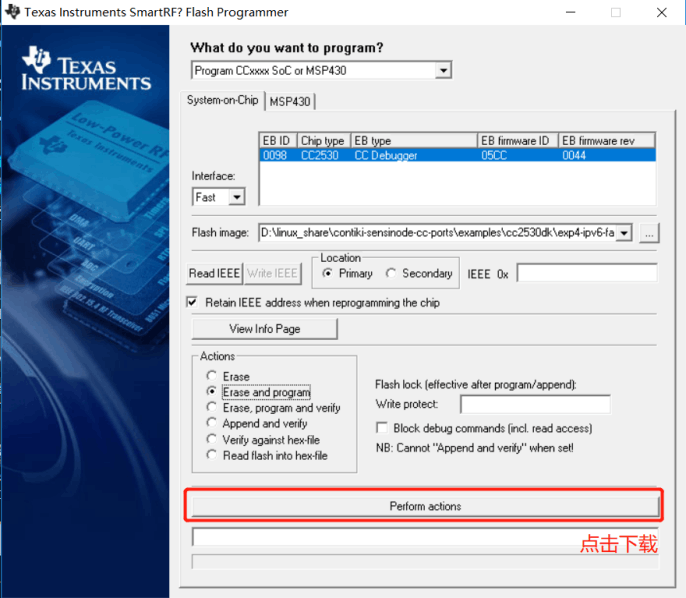 Texas Instruments SmartRF? Flash Programmer
TEXAS
INSTRUMENTS
Low-Power RF
Texas Instruments
What do you want to program?
Program CCxxxx SoC or MSP430
System-on-Chip MSP430
EB ID Chip type EB type EB firmware ID EB firmware rev
0098 CC2530 CC Debugger 05CC 0044
Interface:
Fast
Flash image: D:\linux_share\contiki-sensinode-cc-ports\examples\cc2530dk\exp4-ipv6-fa ...
Read IEEE Write IEEE Location Primary Secondary IEEE 0x
Retain IEEE address when reprogramming the chip
View Info Page
Actions
Erase
Erase and program
Erase, program and verify
Append and verify
Verify against hex-file
Read flash into hex-file
Flash lock (effective after program/append):
Write protect:
Block debug commands (incl. read access)
NB: Cannot "Append and verify" when set!
Perform actions
点击下载